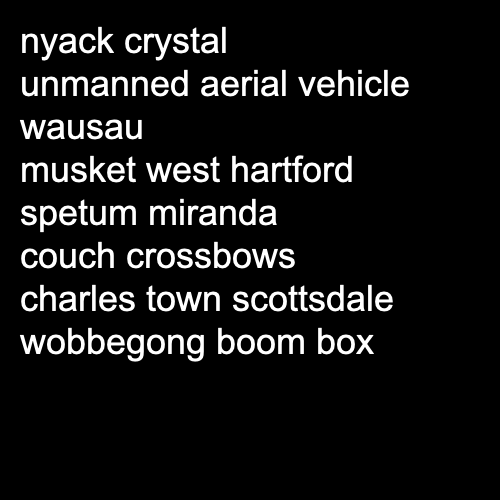 nyack crystal
unmanned aerial vehicle
wausau
musket west hartford
spetum miranda
couch crossbows
charles town scottsdale
wobbegong boom box